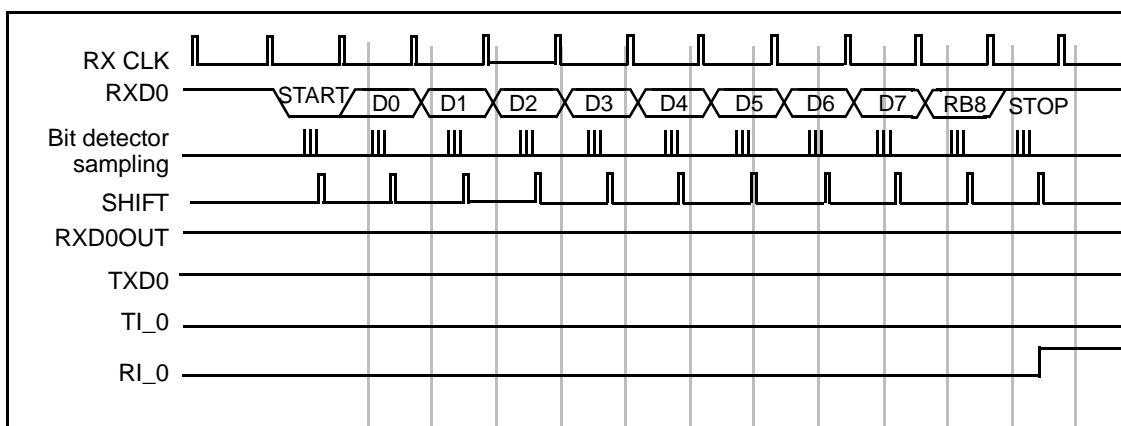 RX CLK
RXD0
START D0 D1 D2 D3 D4 D5 D6 D7 RB8 STOP
Bit detector
sampling
SHIFT
RXD0OUT
TXD0
TI_0
RI_0